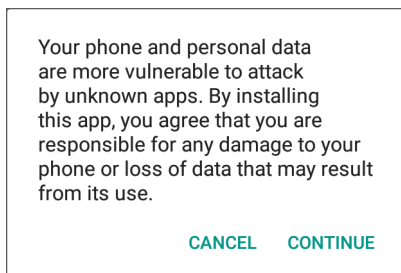 Your phone and personal data
are more vulnerable to attack
by unknown apps. By installing
this app, you agree that you are
responsible for any damage to your
phone or loss of data that may result
from its use.
CANCEL CONTINUE